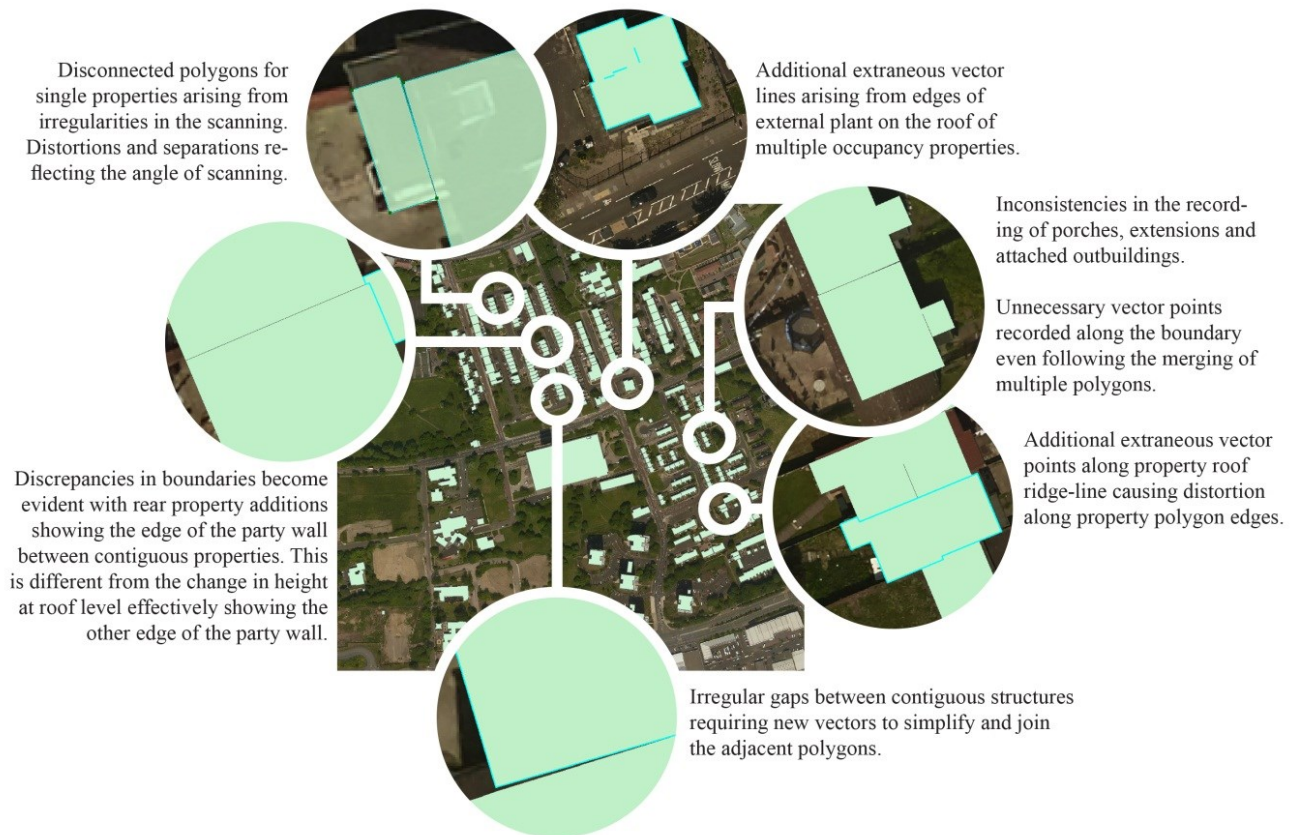 Disconnected polygons for
single properties arising from
irregularities in the scanning.
Distortions and separations re-
flecting the angle of scanning.
Additional extraneous vector
lines arising from edges of
external plant on the roof of
multiple occupancy properties.
Inconsistencies in the record-
ing of porches, extensions and
attached outbuildings.
Unnecessary vector points
recorded along the boundary
even following the merging of
multiple polygons.
Additional extraneous vector
points along property roof
ridge-line causing distortion
along property polygon edges.
Discrepancies in boundaries become
evident with rear property additions
showing the edge of the party wall
between contiguous properties. This
is different from the change in height
at roof level effectively showing the
other edge of the party wall.
Irregular gaps between contiguous structures
requiring new vectors to simplify and join
the adjacent polygons.